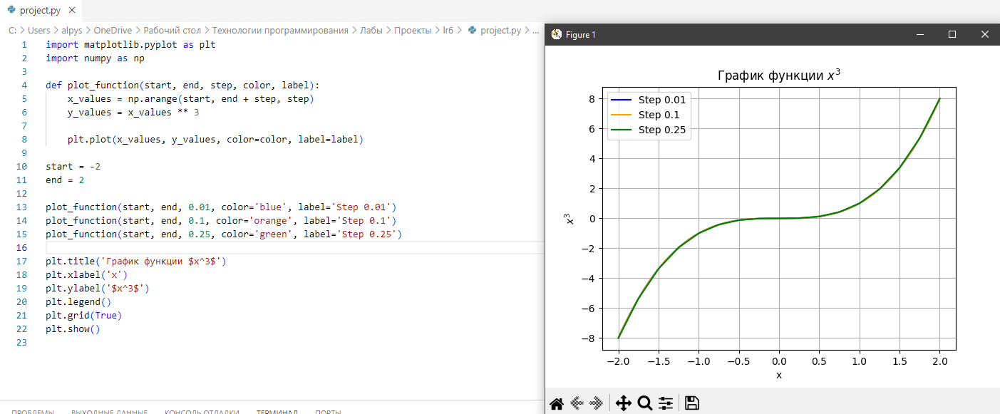 project.py
C: > Users > alpys > OneDrive > Рабочий стол > Технологии программирования > Лабы > Проекты > lr6 > project.py > ...
1 import matplotlib.pyplot as plt
2 import numpy as np
3
4 def plot_function(start, end, step, color, label):
5 x_values = np.arange(start, end + step, step)
6 y_values = x_values ** 3
7
8 plt.plot(x_values, y_values, color=color, label=label)
9
10 start = -2
11 end = 2
12
13 plot_function(start, end, 0.01, color='blue', label='Step 0.01')
14 plot_function(start, end, 0.1, color='orange', label='Step 0.1')
15 plot_function(start, end, 0.25, color='green', label='Step 0.25')
16
17 plt.title('График функции $x^3$')
18 plt.xlabel('x')
19 plt.ylabel('$x^3$')
20 plt.legend()
21 plt.grid(True)
22 plt.show()
23
ПРОБЛЕМЫ ВЫХОДНЫЕ ДАННЫЕ КОНСОЛЬ ОТЛАДКИ ТЕРМИНАЛ ПОРТЫ
Figure 1
График функции x³
Step 0.01
Step 0.1
Step 0.25
8
6
4
2
0
−2
−4
−6
−8
x³
−2.0 −1.5 −1.0 −0.5 0.0 0.5 1.0 1.5 2.0
x